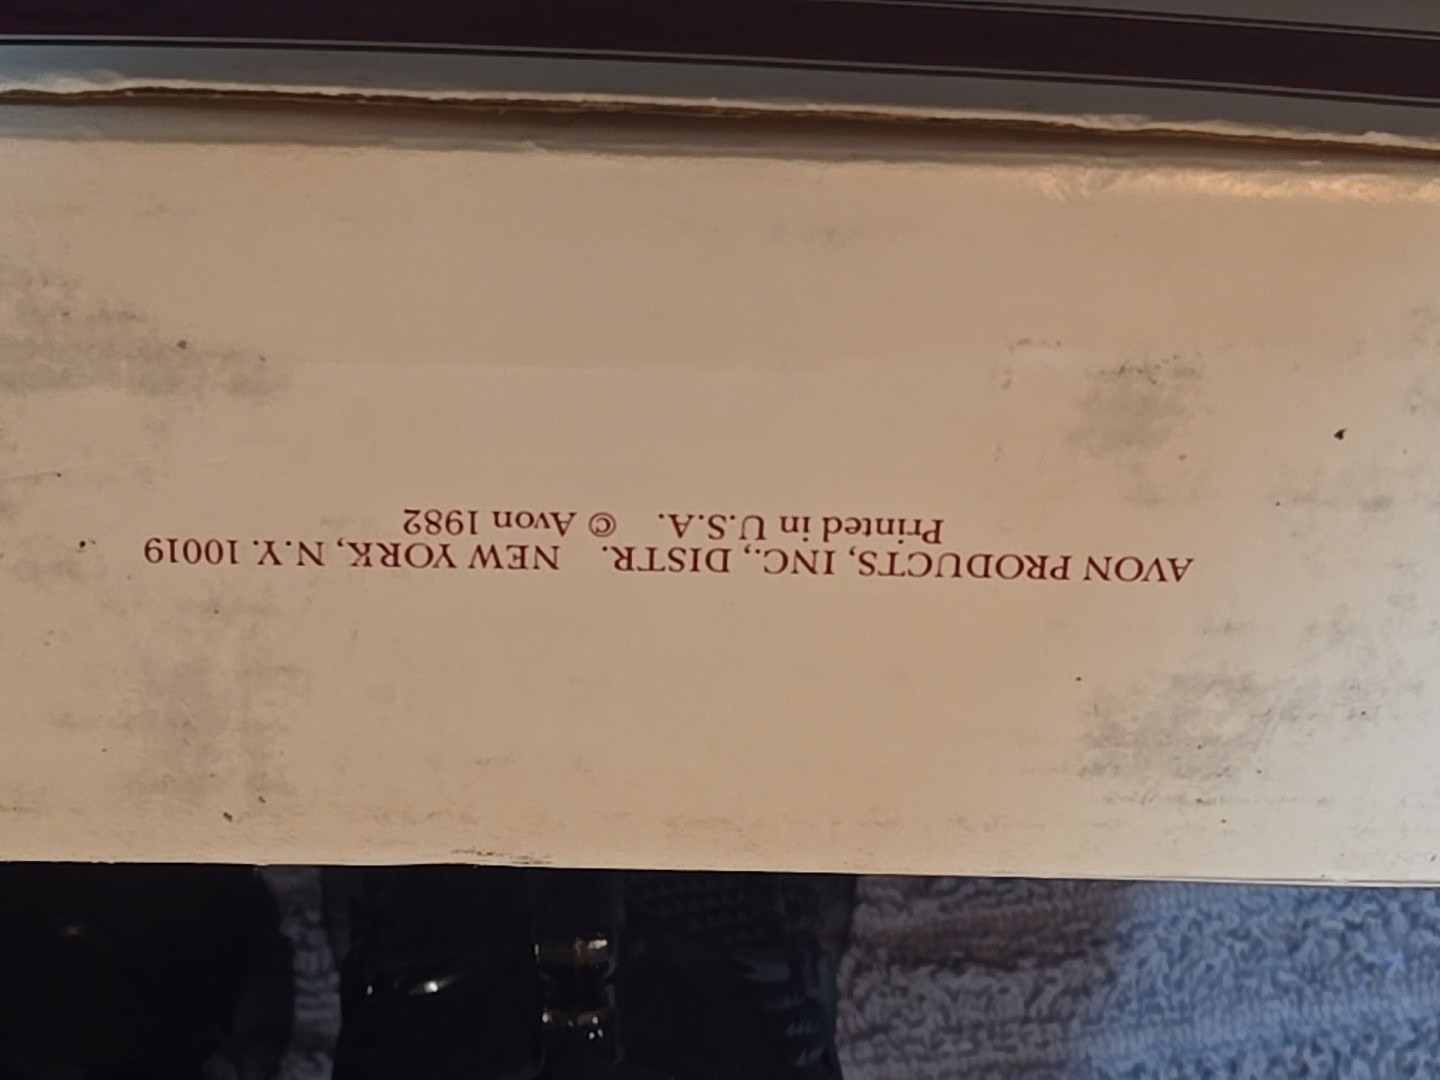 AVON PRODUCTS, INC., DISTR. NEW YORK, N.Y. 10019
Printed in U.S.A. © Avon 1982